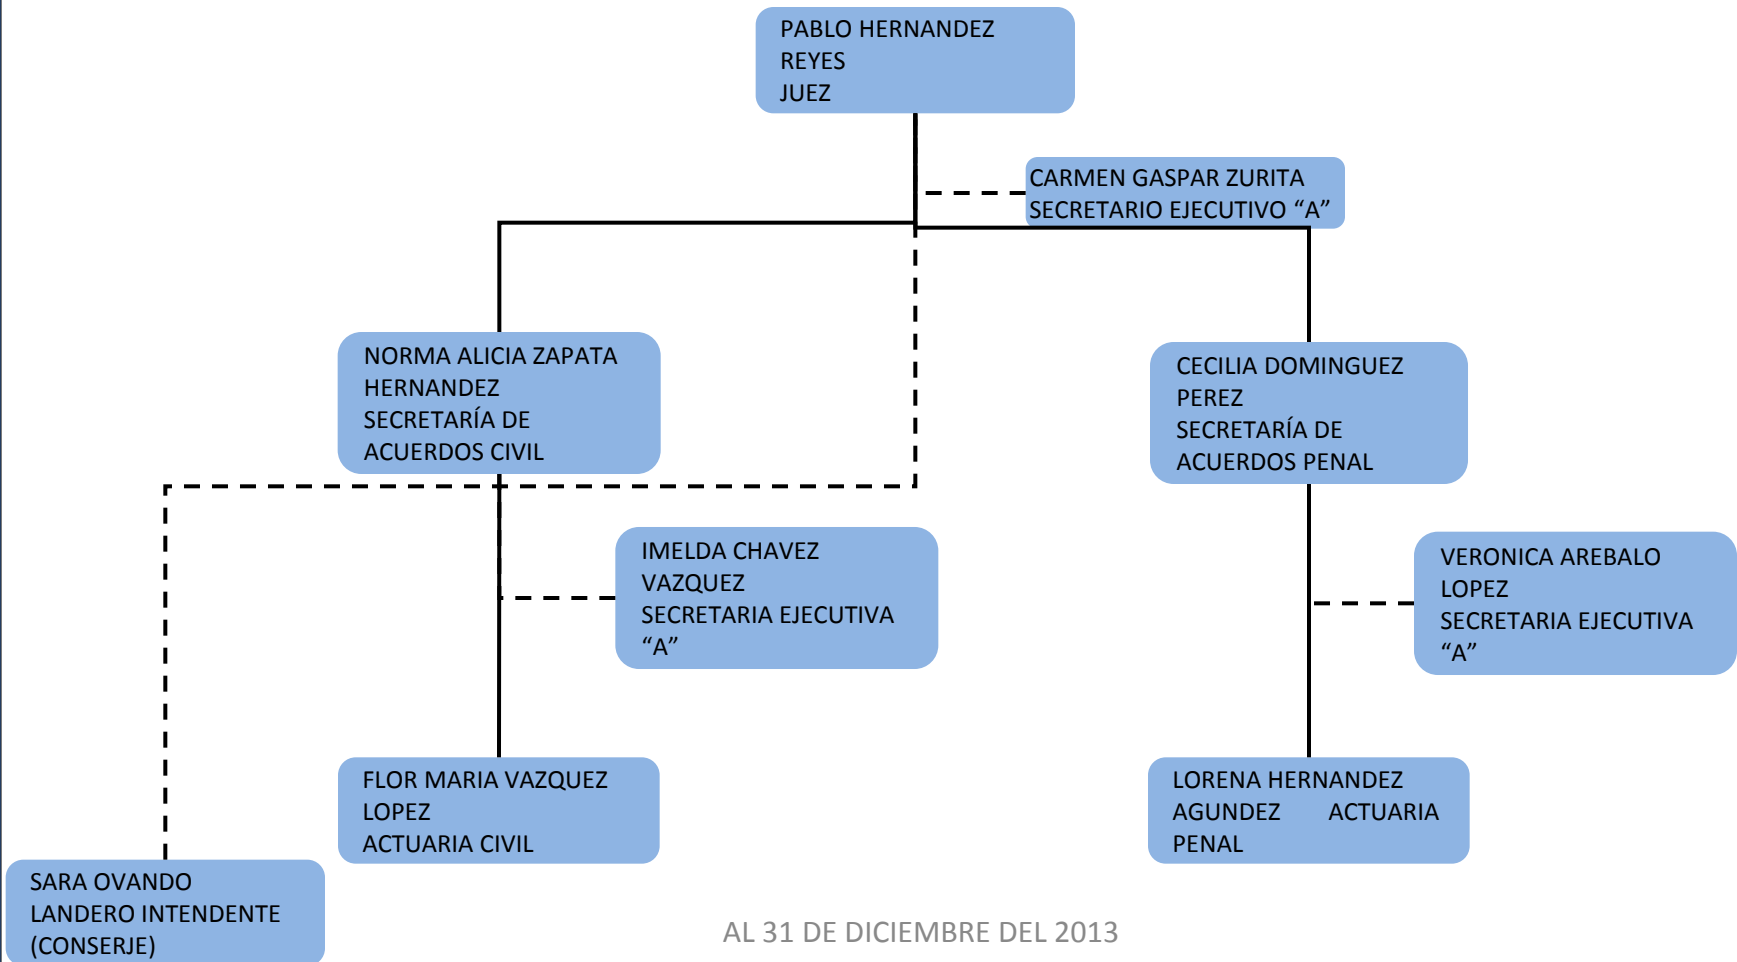 PABLO HERNANDEZ
REYES
JUEZ
CARMEN GASPAR ZURITA
SECRETARIO EJECUTIVO “A”
NORMA ALICIA ZAPATA
HERNANDEZ
SECRETARÍA DE
ACUERDOS CIVIL
CECILIA DOMINGUEZ
PEREZ
SECRETARÍA DE
ACUERDOS PENAL
IMELDA CHAVEZ
VAZQUEZ
SECRETARIA EJECUTIVA
“A”
VERONICA AREBALO
LOPEZ
SECRETARIA EJECUTIVA
“A”
FLOR MARIA VAZQUEZ
LOPEZ
ACTUARIA CIVIL
LORENA HERNANDEZ
AGUNDEZ ACTUARIA
PENAL
SARA OVANDO
LANDERO INTENDENTE
(CONSERJE)
AL 31 DE DICIEMBRE DEL 2013